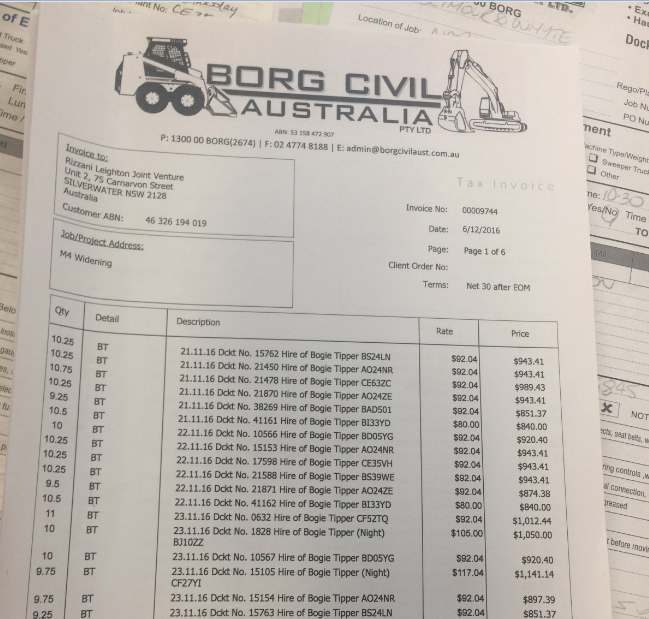 BORG CIVIL
AUSTRALIA
PTY LTD
ABN: 53 158 472 907
P: 1300 00 BORG(2674) | F: 02 4774 8188 | E: admin@borgcivilaust.com.au
Tax Invoice
Invoice to:
Rizzani Leighton Joint Venture
Unit 2, 75 Carnarvon Street
SILVERWATER NSW 2128
Australia
Customer ABN: 46 326 194 019
Invoice No: 00009744
Date: 6/12/2016
Page: Page 1 of 6
Client Order No:
Terms: Net 30 after EOM
Job/Project Address:
M4 Widening
Qty Detail Description Rate Price
10.25 BT 21.11.16 Dckt No. 15762 Hire of Bogie Tipper BS24LN $92.04 $943.41
10.25 BT 21.11.16 Dckt No. 21450 Hire of Bogie Tipper AO24NR $92.04 $943.41
10.75 BT 21.11.16 Dckt No. 21478 Hire of Bogie Tipper CE63ZC $92.04 $989.43
10.25 BT 21.11.16 Dckt No. 21870 Hire of Bogie Tipper AO24ZE $92.04 $943.41
9.25 BT 21.11.16 Dckt No. 38269 Hire of Bogie Tipper BAD501 $92.04 $851.37
10.5 BT 21.11.16 Dckt No. 41161 Hire of Bogie Tipper BI33YD $80.00 $840.00
10 BT 22.11.16 Dckt No. 10566 Hire of Bogie Tipper BD05YG $92.04 $920.40
10.25 BT 22.11.16 Dckt No. 15153 Hire of Bogie Tipper AO24NR $92.04 $943.41
10.25 BT 22.11.16 Dckt No. 17598 Hire of Bogie Tipper CE35VH $92.04 $943.41
10.25 BT 22.11.16 Dckt No. 21588 Hire of Bogie Tipper BS39WE $92.04 $943.41
9.5 BT 22.11.16 Dckt No. 21871 Hire of Bogie Tipper AO24ZE $92.04 $874.38
10.5 BT 22.11.16 Dckt No. 41162 Hire of Bogie Tipper BI33YD $80.00 $840.00
11 BT 23.11.16 Dckt No. 0632 Hire of Bogie Tipper CF52TQ $92.04 $1,012.44
10 BT 23.11.16 Dckt No. 1828 Hire of Bogie Tipper (Night) $105.00 $1,050.00
BJ10ZZ
10 BT 23.11.16 Dckt No. 10567 Hire of Bogie Tipper BD05YG $92.04 $920.40
9.75 BT 23.11.16 Dckt No. 15105 Hire of Bogie Tipper (Night) $117.04 $1,141.14
CF27YI
9.75 BT 23.11.16 Dckt No. 15154 Hire of Bogie Tipper AO24NR $92.04 $897.39
9.25 BT 23.11.16 Dckt No. 15763 Hire of Bogie Tipper BS24LN $92.04 $851.37
Location of Job:
BORG
Rego/Pl
Job N
PO Nu
Sweeper Truc
Other
10-30
Yes/No Time
TO
NOT